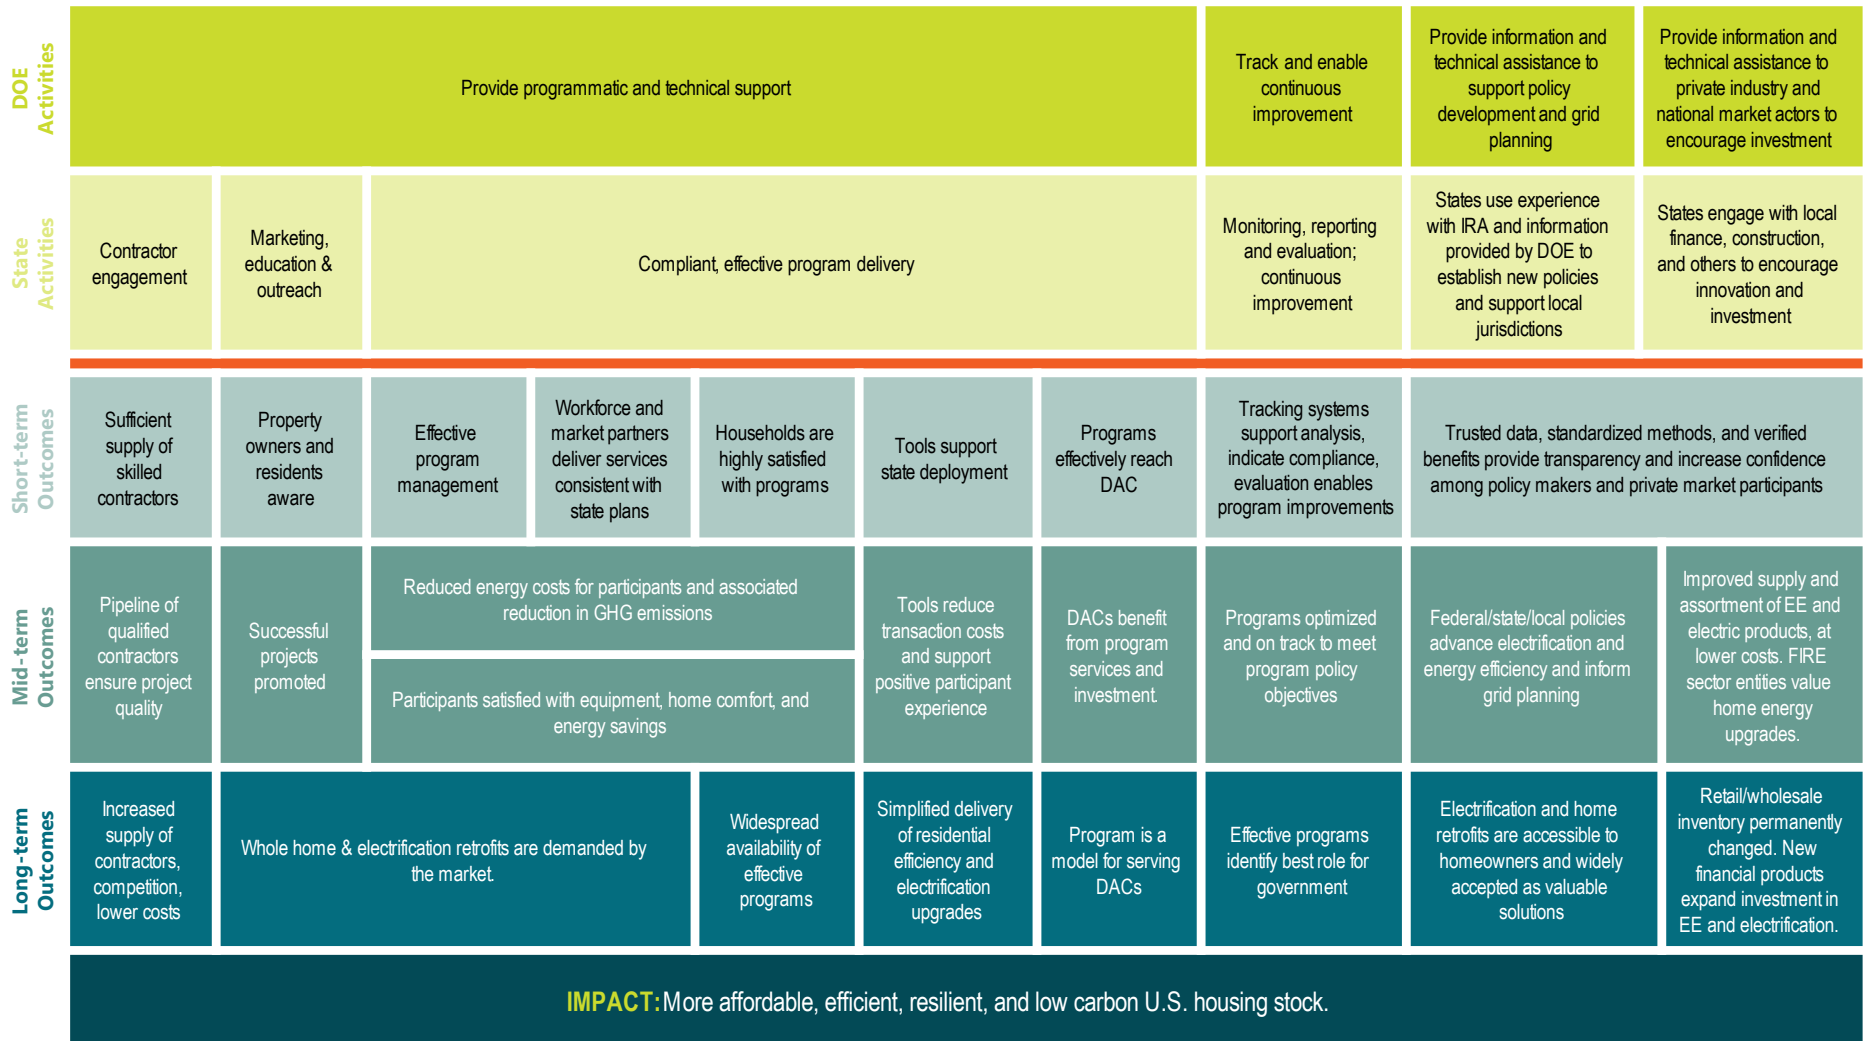 DOE
Activities
Provide programmatic and technical support
Track and enable
continuous
improvement
Provide information and
technical assistance to
support policy
development and grid
planning
Provide information and
technical assistance to
private industry and
national market actors to
encourage investment
State
Activities
Contractor
engagement
Marketing,
education &
outreach
Compliant, effective program delivery
Monitoring, reporting
and evaluation;
continuous
improvement
States use experience
with IRA and information
provided by DOE to
establish new policies
and support local
jurisdictions
States engage with local
finance, construction,
and others to encourage
innovation and
investment
Short-term
Outcomes
Sufficient
supply of
skilled
contractors
Property
owners and
residents
aware
Effective
program
management
Workforce and
market partners
deliver services
consistent with
state plans
Households are
highly satisfied
with programs
Tools support
state deployment
Programs
effectively reach
DAC
Tracking systems
support analysis,
indicate compliance,
evaluation enables
program improvements
Trusted data, standardized methods, and verified
benefits provide transparency and increase confidence
among policy makers and private market participants
Mid-term
Outcomes
Pipeline of
qualified
contractors
ensure project
quality
Successful
projects
promoted
Reduced energy costs for participants and associated
reduction in GHG emissions
Participants satisfied with equipment, home comfort, and
energy savings
Tools reduce
transaction costs
and support
positive participant
experience
DACs benefit
from program
services and
investment.
Programs optimized
and on track to meet
program policy
objectives
Federal/state/local policies
advance electrification and
energy efficiency and inform
grid planning
Improved supply and
assortment of EE and
electric products, at
lower costs. FIRE
sector entities value
home energy
upgrades.
Long-term
Outcomes
Increased
supply of
contractors,
competition,
lower costs
Whole home & electrification retrofits are demanded by
the market.
Widespread
availability of
effective
programs
Simplified delivery
of residential
efficiency and
electrification
upgrades
Program is a
model for serving
DACs
Effective programs
identify best role for
government
Electrification and home
retrofits are accessible to
homeowners and widely
accepted as valuable
solutions
Retail/wholesale
inventory permanently
changed. New
financial products
expand investment in
EE and electrification.
IMPACT: More affordable, efficient, resilient, and low carbon U.S. housing stock.